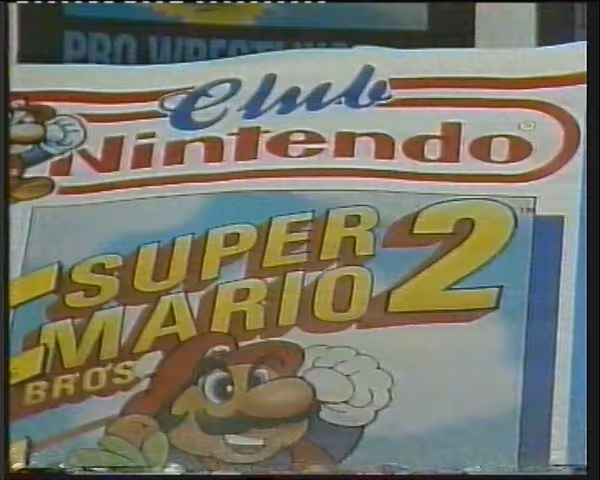 PRO WRESTLING
Club
Nintendo
SUPER
MARIO 2
BROS